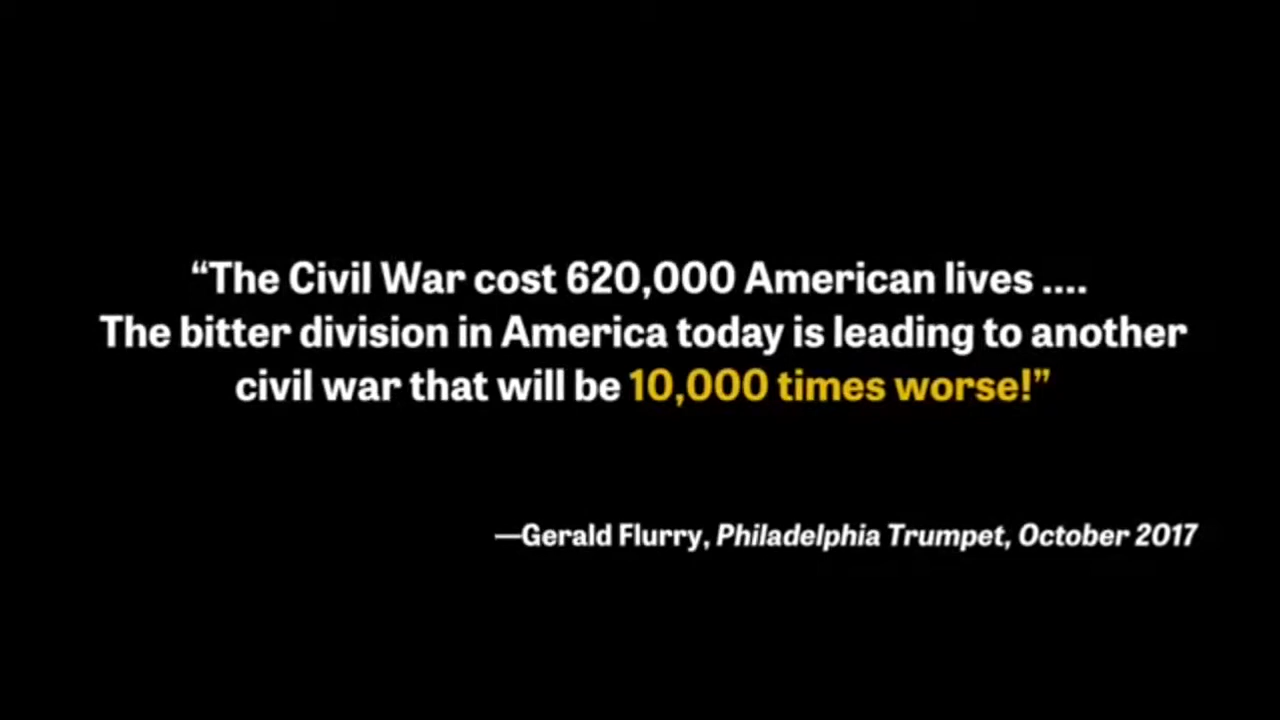 “The Civil War cost 620,000 American lives ....
The bitter division in America today is leading to another
civil war that will be 10,000 times worse!”
—Gerald Flurry, Philadelphia Trumpet, October 2017